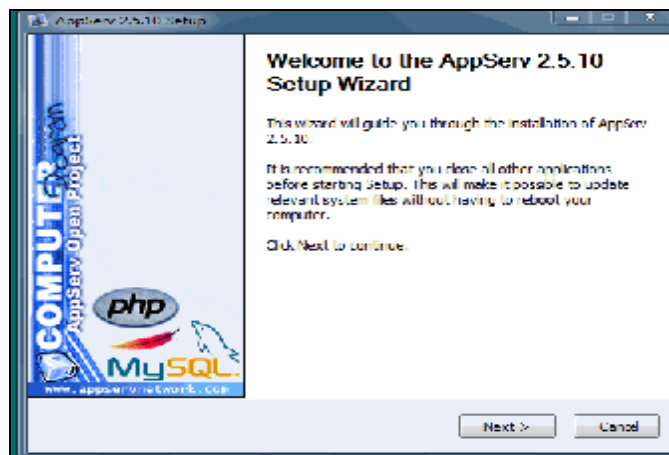 AppServ 2.5.10 Setup
Welcome to the AppServ 2.5.10
Setup Wizard
This wizard will guide you through the installation of AppServ
2.5.10.
It is recommended that you close all other applications
before starting Setup. This will make it possible to update
relevant system files without having to reboot your
computer.
Click Next to continue.
COMPUTER
Program
AppServ Open Project
php
MySQL
www.appservnetwork.com
Next >
Cancel